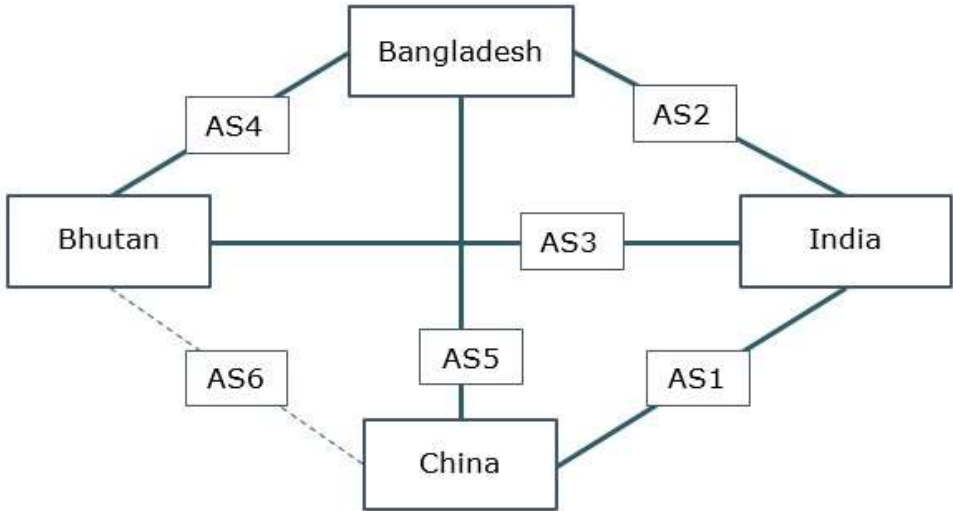 Bangladesh
AS4
AS2
Bhutan
AS3
India
AS5
AS6
AS1
China